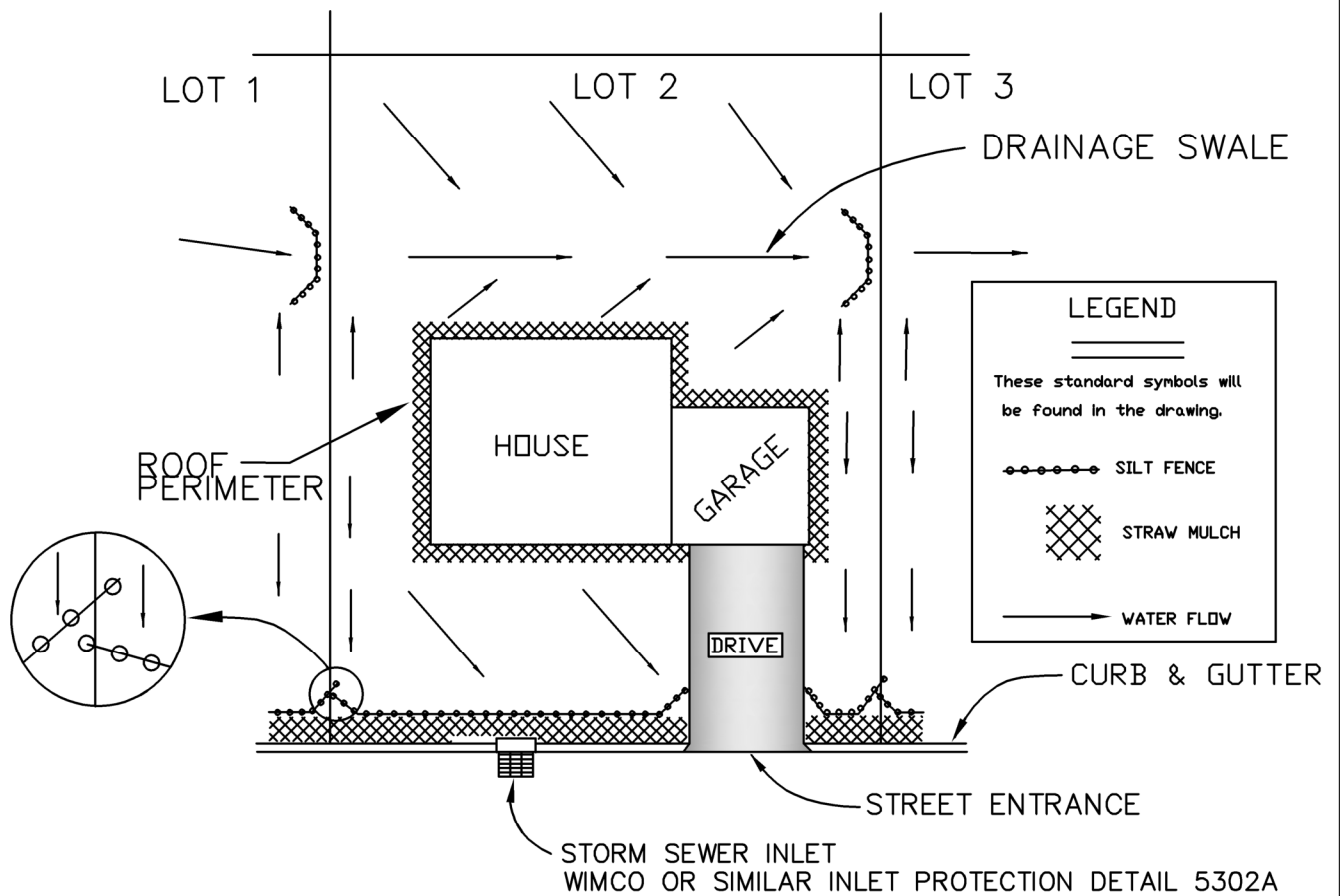 LOT 1
LOT 2
LOT 3
DRAINAGE SWALE
LEGEND
These standard symbols will
be found in the drawing.
SILT FENCE
STRAW MULCH
WATER FLOW
ROOF
PERIMETER
HOUSE
GARAGE
DRIVE
CURB & GUTTER
STREET ENTRANCE
STORM SEWER INLET
WIMCO OR SIMILAR INLET PROTECTION DETAIL 5302A